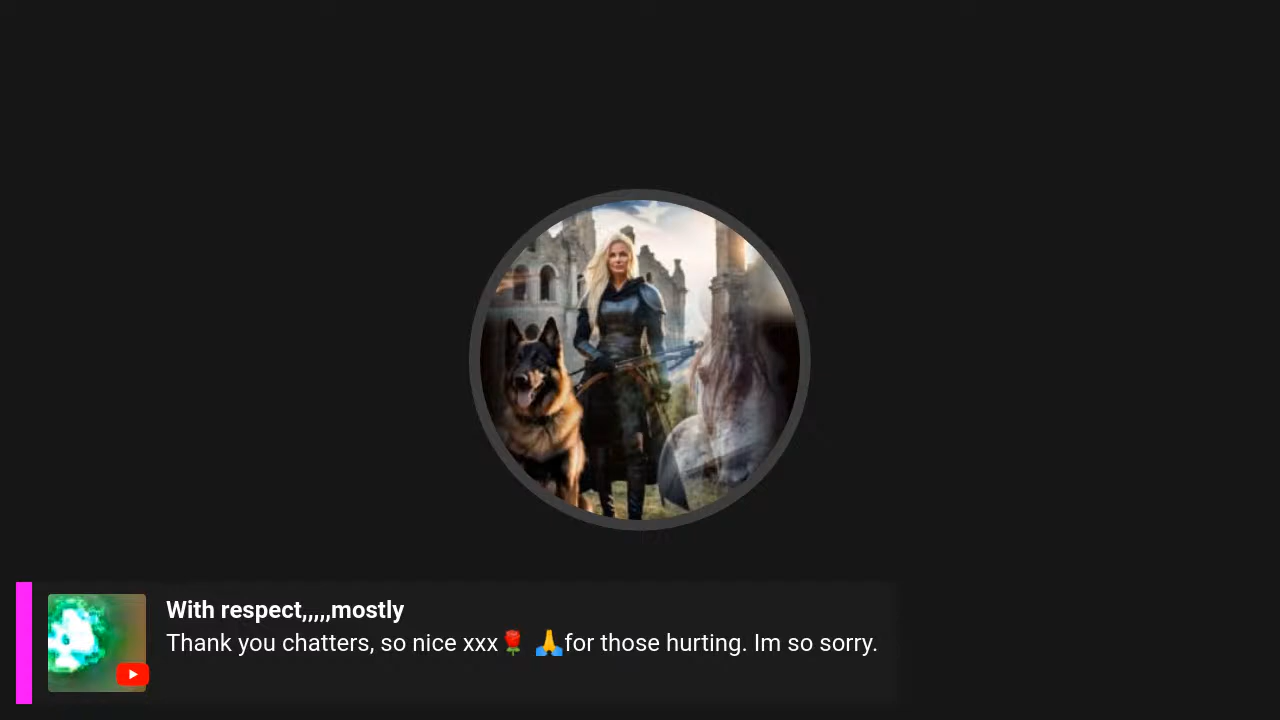 With respect,,,,,mostly
Thank you chatters, so nice xxx🌹 🙏for those hurting. Im so sorry.